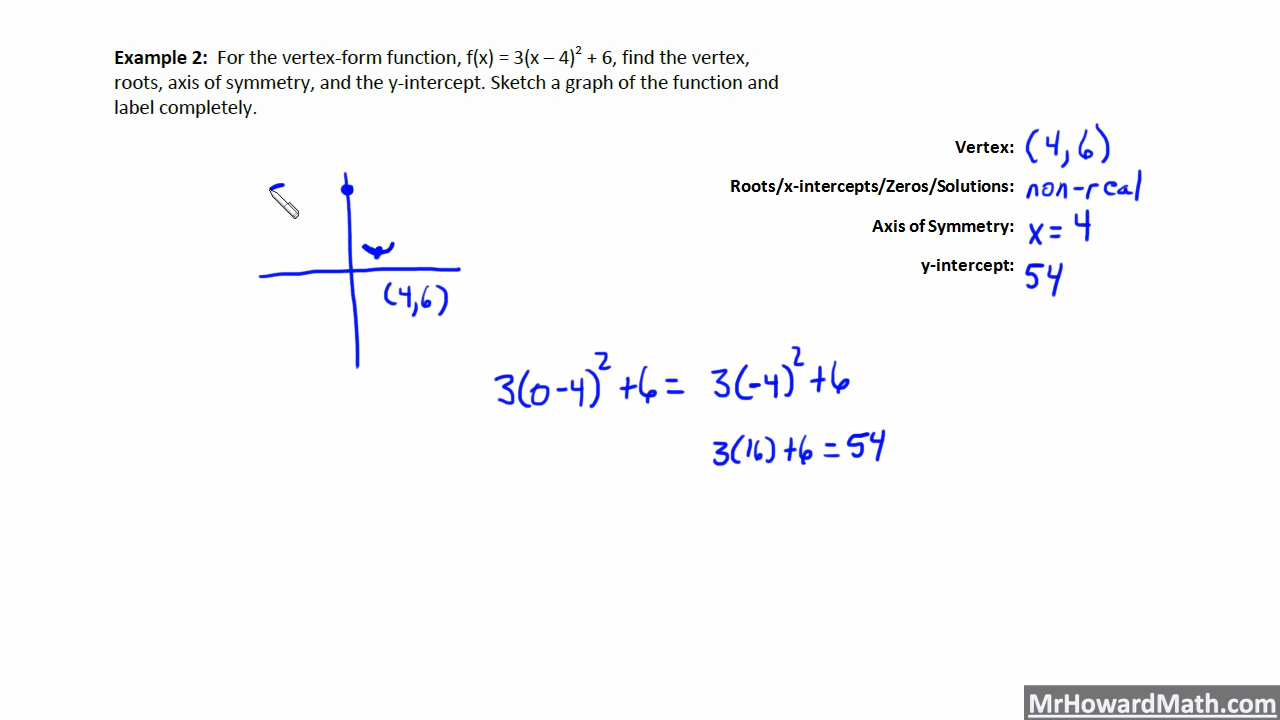 Example 2: For the vertex-form function, f(x) = 3(x – 4)² + 6, find the vertex,
roots, axis of symmetry, and the y-intercept. Sketch a graph of the function and
label completely.
Vertex: (4,6)
Roots/x-intercepts/Zeros/Solutions: non-real
Axis of Symmetry: x = 4
y-intercept: 54
(4,6)
3(0-4)² +6 = 3(-4)² +6
3(16) +6 = 54
MrHowardMath.com